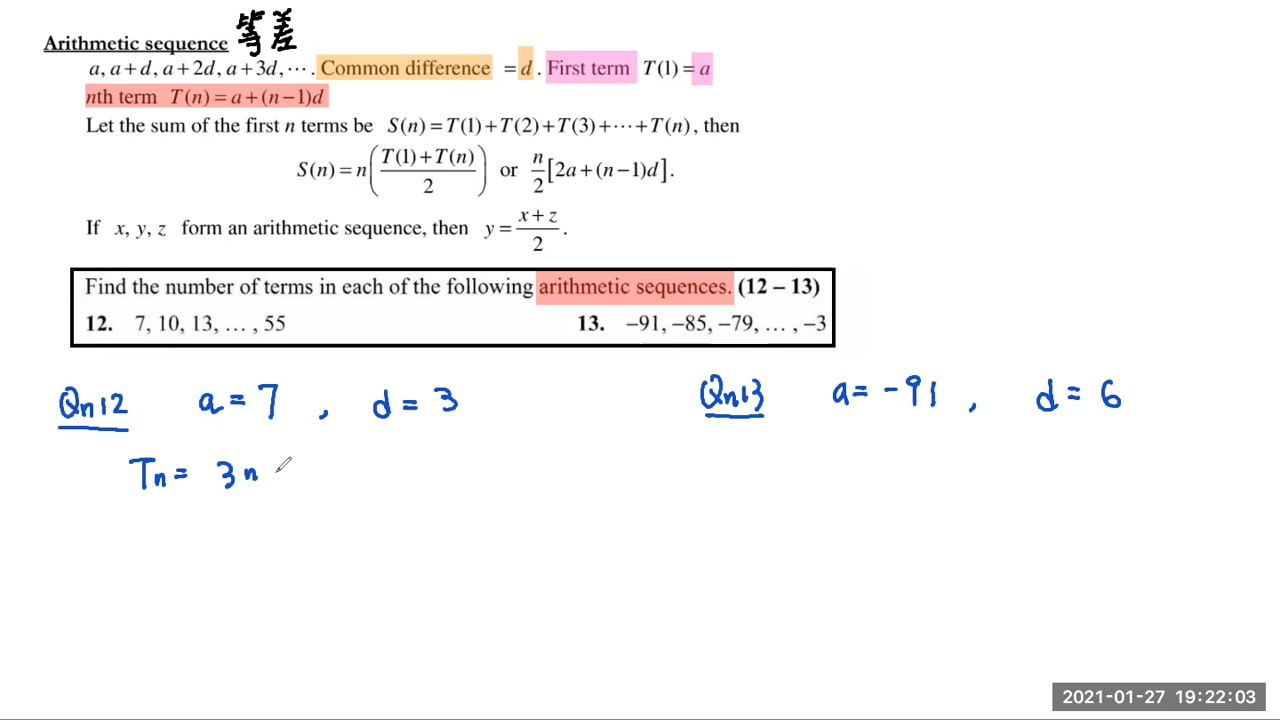 Arithmetic sequence 等差
a, a+d, a+2d, a+3d, ⋯. Common difference = d. First term T(1) = a
nth term T(n) = a+(n−1)d
Let the sum of the first n terms be S(n) = T(1)+T(2)+T(3)+⋯+T(n), then
S(n) = n((T(1)+T(n))/2) or n/2[2a+(n−1)d].
If x, y, z form an arithmetic sequence, then y = (x+z)/2.
Find the number of terms in each of the following arithmetic sequences. (12 – 13)
12. 7, 10, 13, … , 55 13. –91, –85, –79, … , –3
Qn12 a = 7 , d = 3 Qn13 a = -91 , d = 6
Tn = 3n
2021-01-27 19:22:03